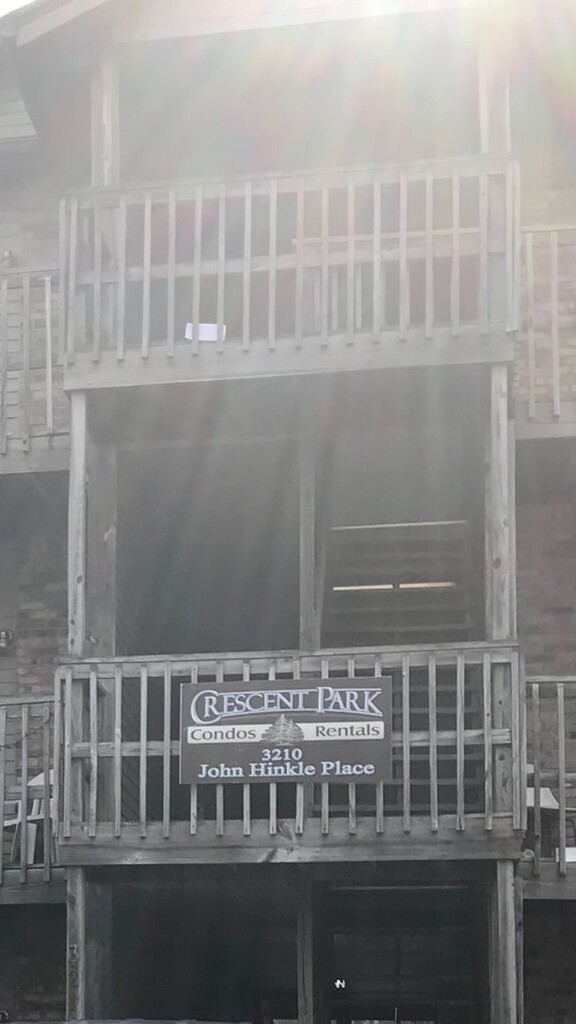 CRESCENT PARK
Condos Rentals
3210
John Hinkle Place